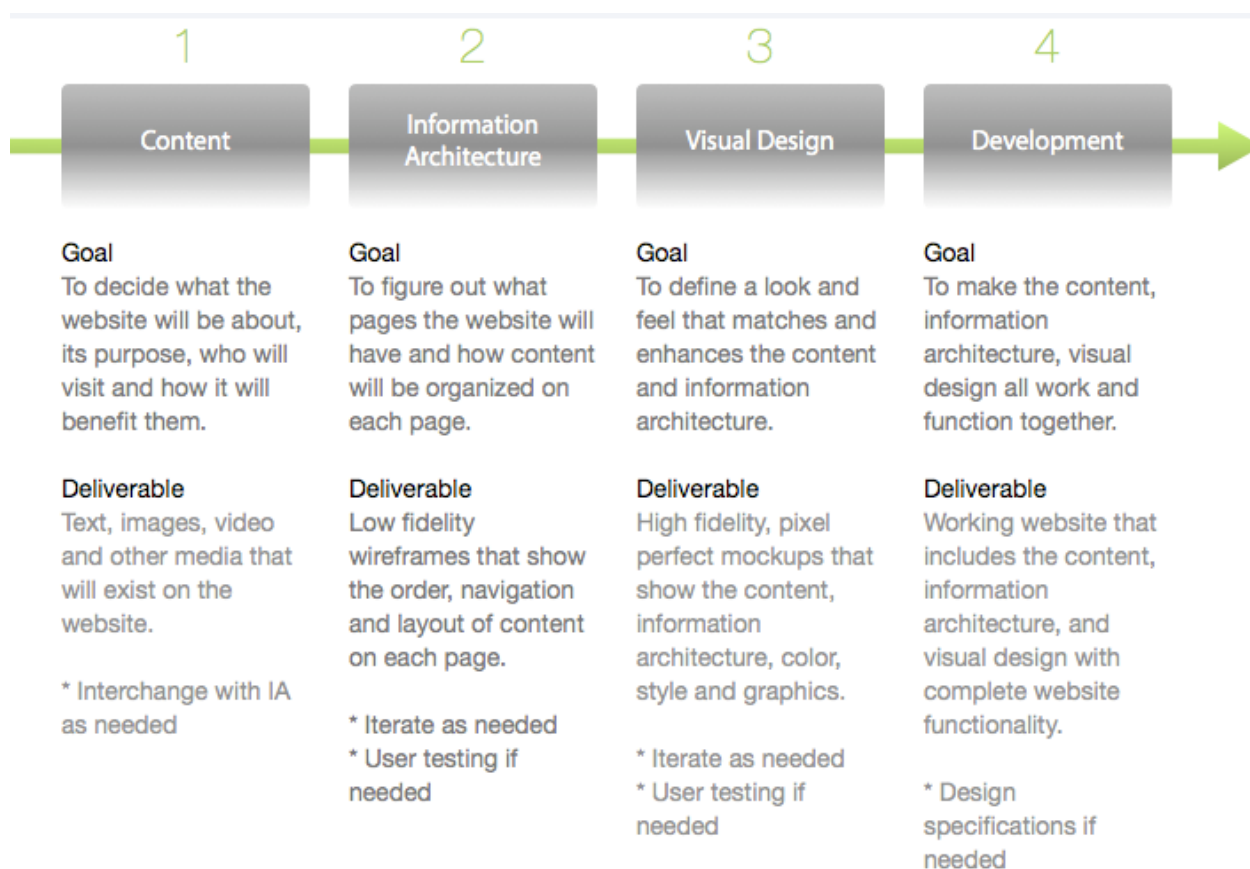 1
Content
Goal
To decide what the
website will be about,
its purpose, who will
visit and how it will
benefit them.
Deliverable
Text, images, video
and other media that
will exist on the
website.
* Interchange with IA
as needed
2
Information
Architecture
Goal
To figure out what
pages the website will
have and how content
will be organized on
each page.
Deliverable
Low fidelity
wireframes that show
the order, navigation
and layout of content
on each page.
* Iterate as needed
* User testing if
needed
3
Visual Design
Goal
To define a look and
feel that matches and
enhances the content
and information
architecture.
Deliverable
High fidelity, pixel
perfect mockups that
show the content,
information
architecture, color,
style and graphics.
* Iterate as needed
* User testing if
needed
4
Development
Goal
To make the content,
information
architecture, visual
design all work and
function together.
Deliverable
Working website that
includes the content,
information
architecture, and
visual design with
complete website
functionality.
* Design
specifications if
needed